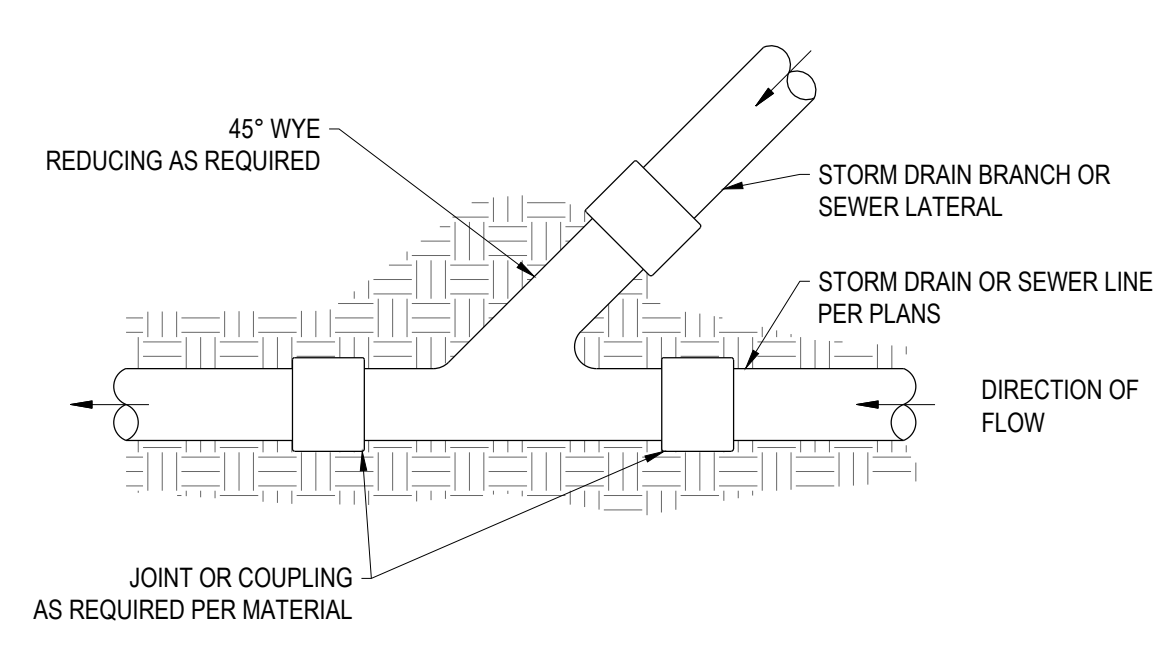 45° WYE
REDUCING AS REQUIRED
STORM DRAIN BRANCH OR
SEWER LATERAL
STORM DRAIN OR SEWER LINE
PER PLANS
DIRECTION OF
FLOW
JOINT OR COUPLING
AS REQUIRED PER MATERIAL